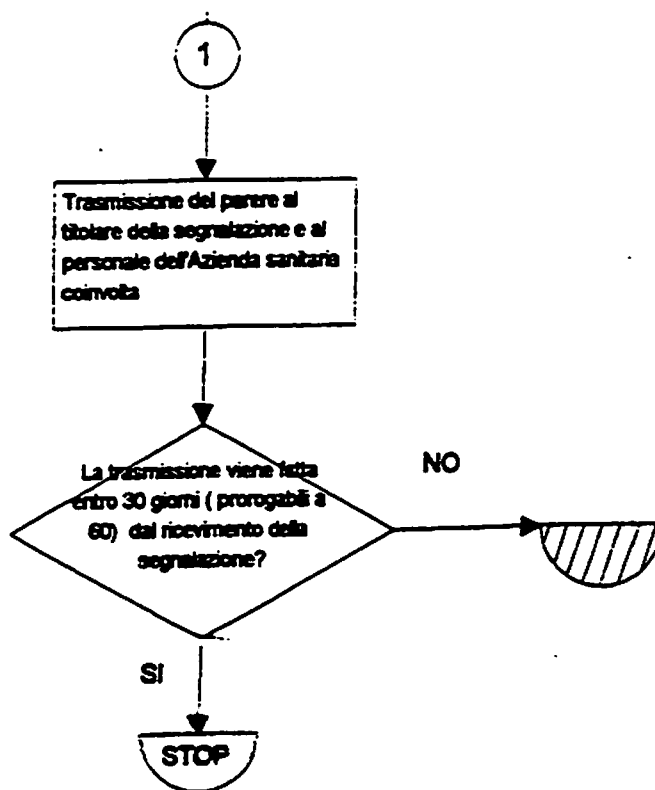 1
Trasmissione del parere al
titolare della segnalazione e al
personale dell'Azienda sanitaria
coinvolta
La trasmissione viene fatta
entro 30 giorni ( prorogabili a
60) dal ricevimento della
segnalazione?
NO
SI
STOP